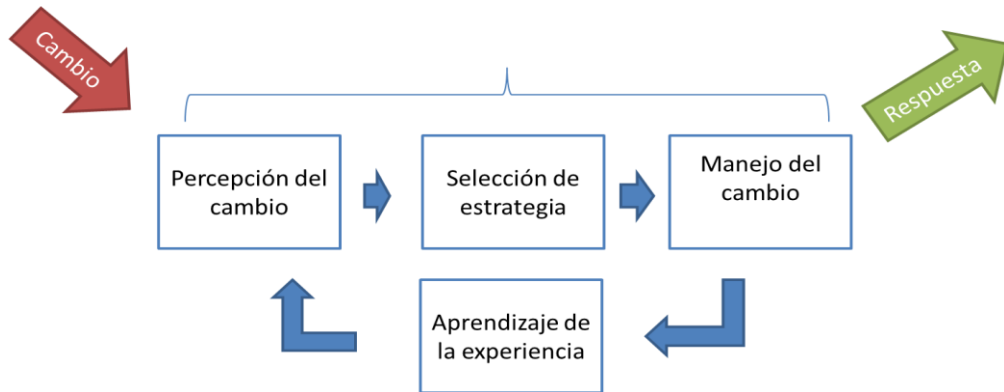 Cambio
Respuesta
Percepción del
cambio
Selección de
estrategia
Manejo del
cambio
Aprendizaje de
la experiencia